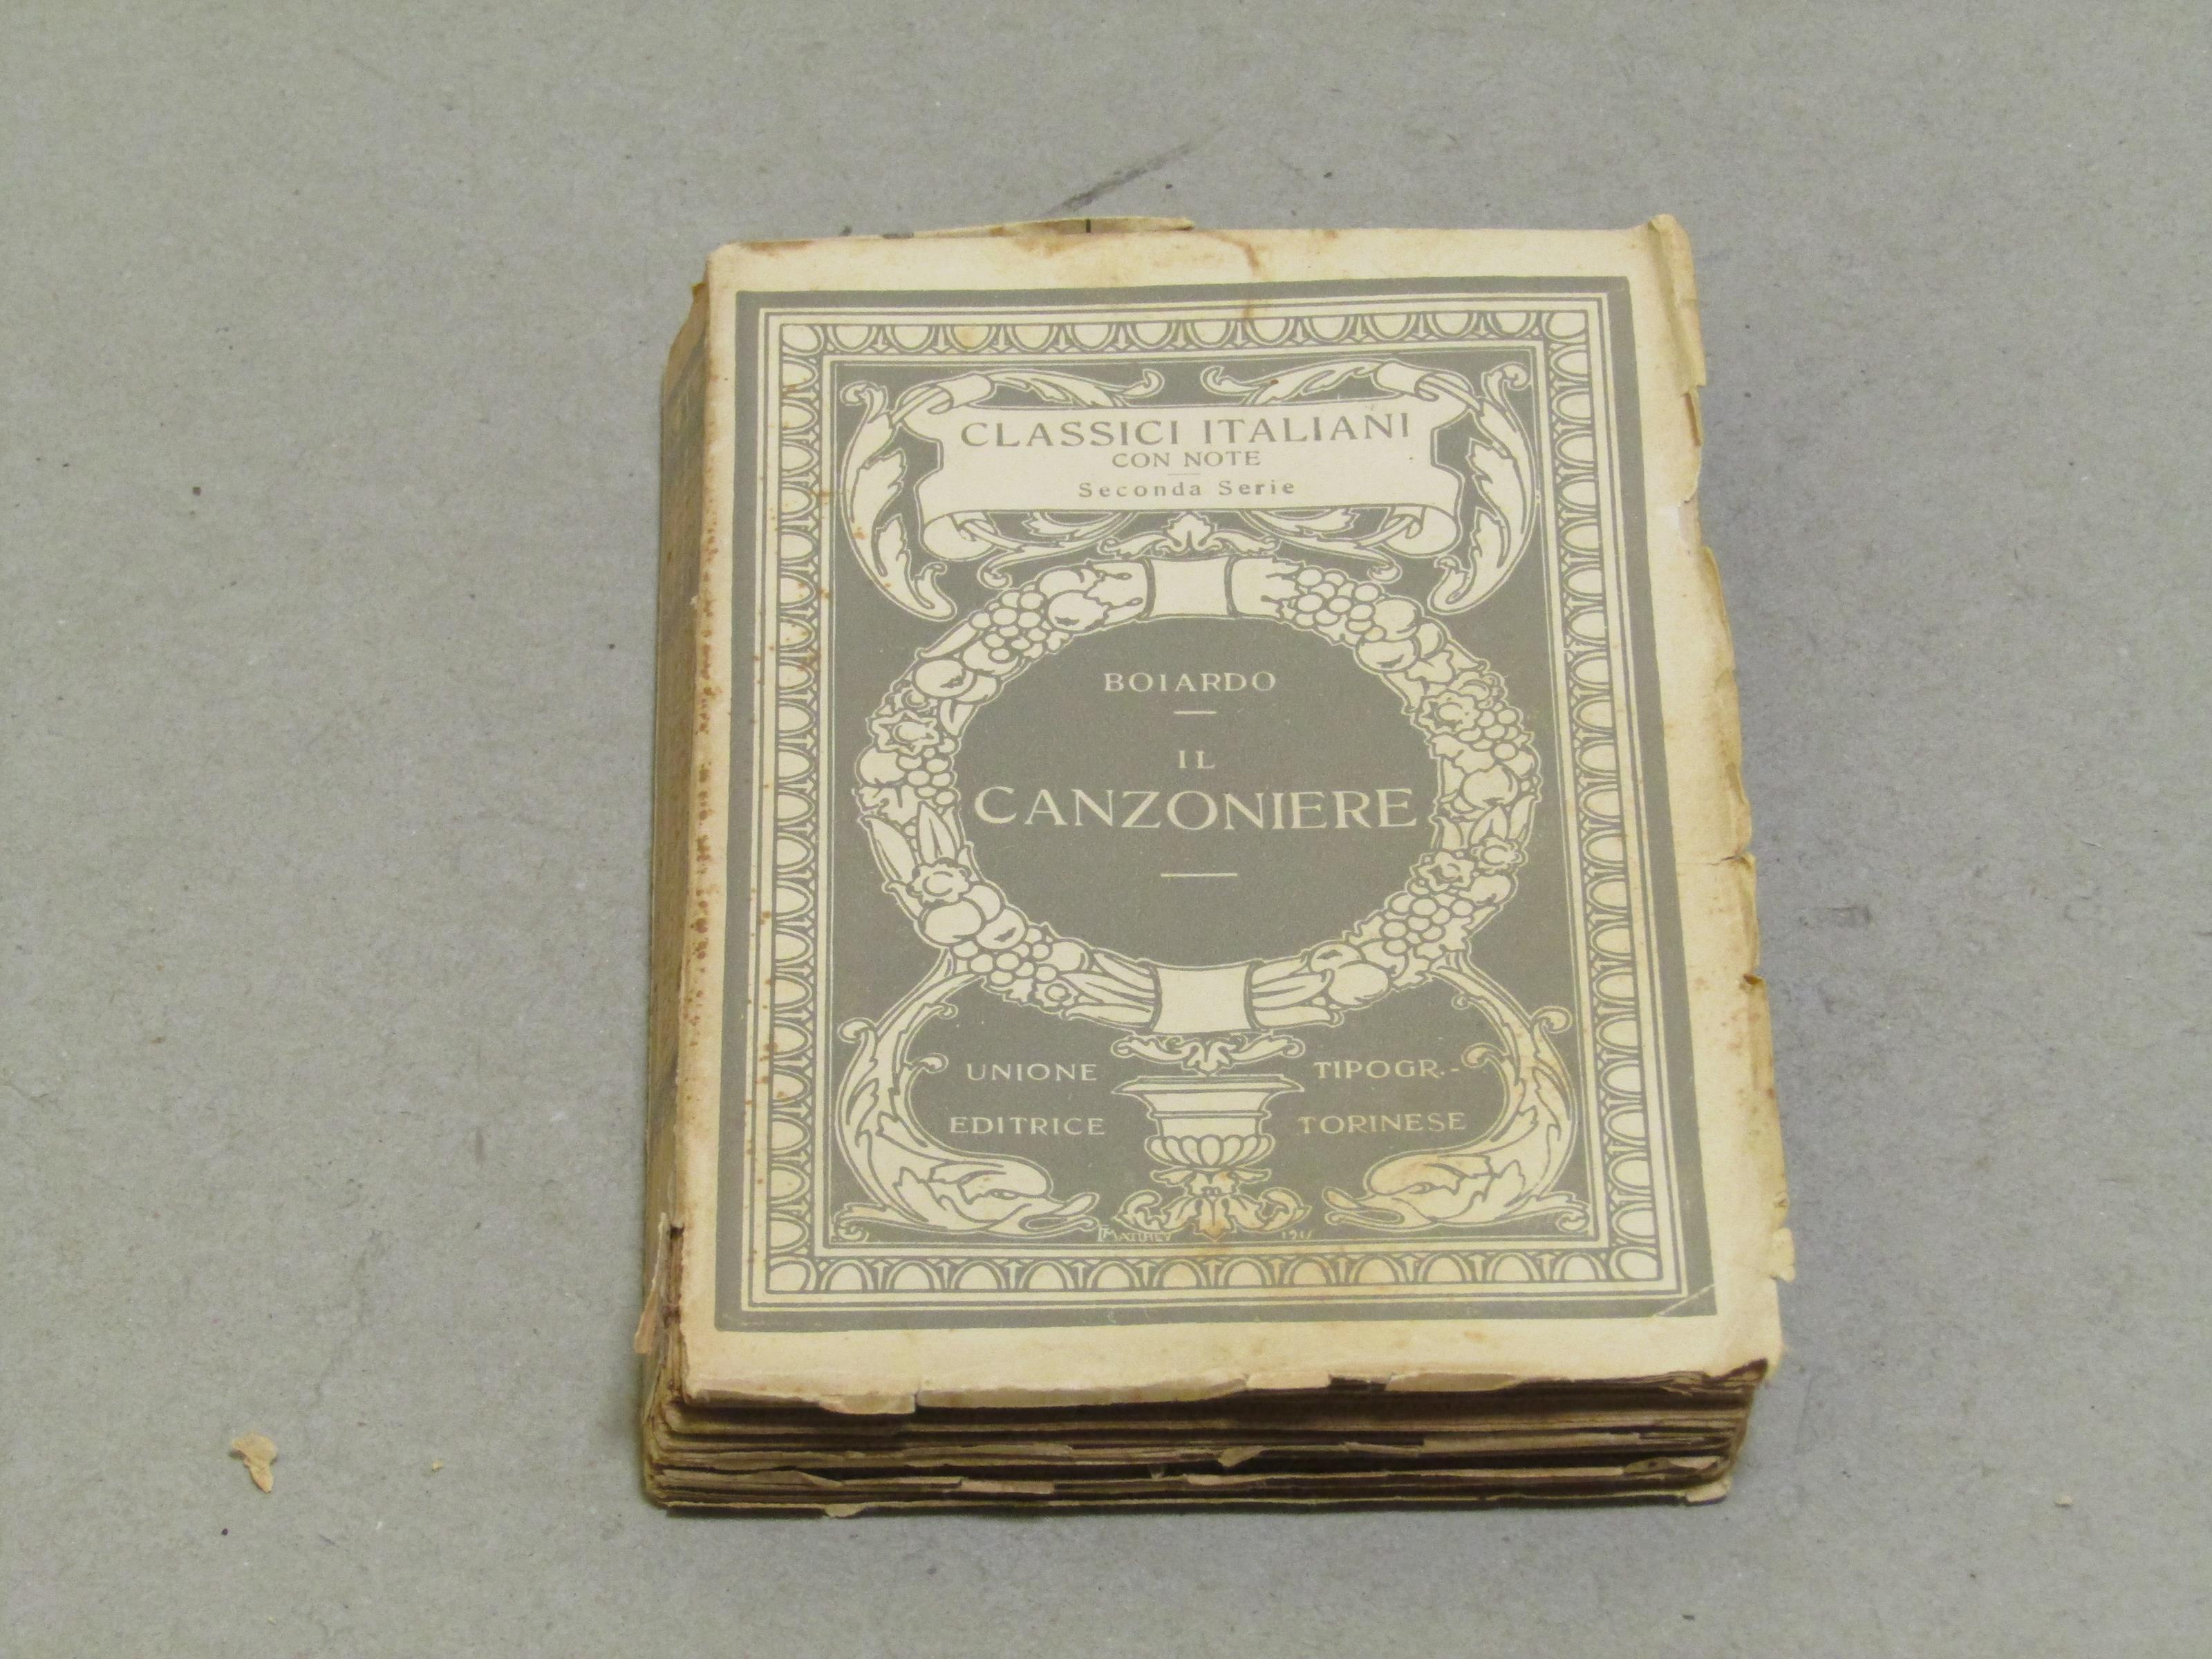 CLASSICI ITALIANI
CON NOTE
Seconda Serie
BOIARDO
IL
CANZONIERE
UNIONE TIPOGR.-
EDITRICE TORINESE